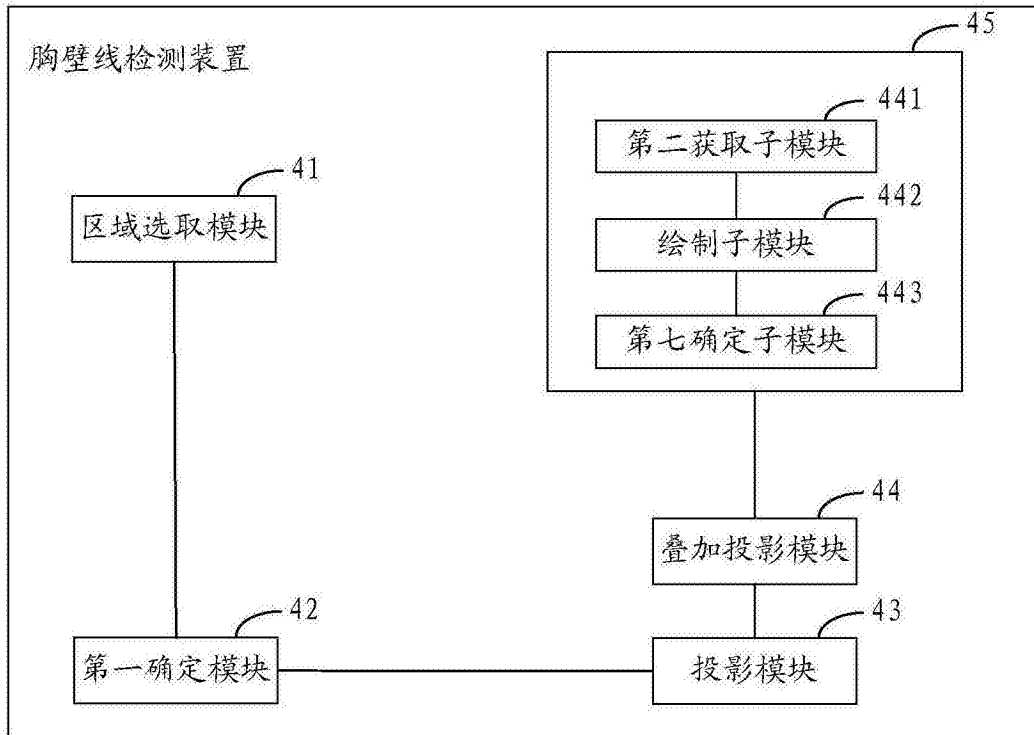 胸壁线检测装置
45
441
第二获取子模块
41
区域选取模块
442
绘制子模块
443
第七确定子模块
44
叠加投影模块
42
第一确定模块
43
投影模块